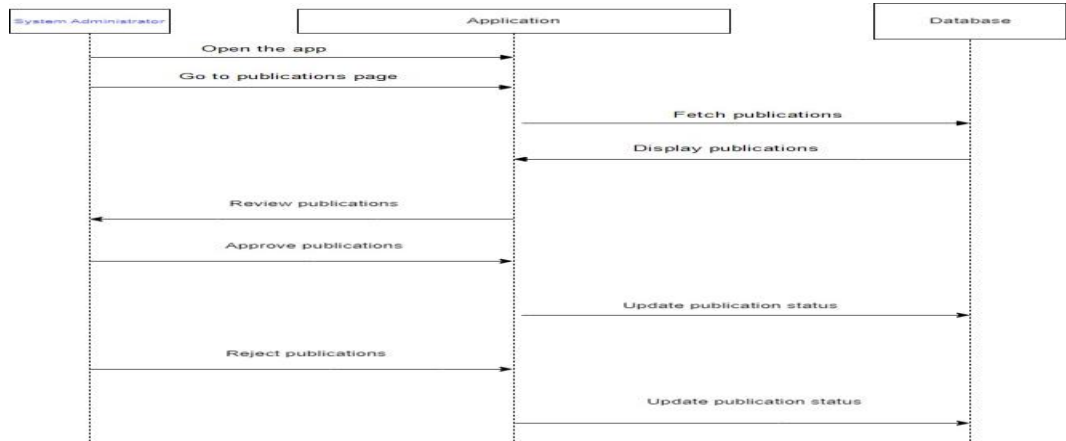 System Administrator
Application
Database
Open the app
Go to publications page
Fetch publications
Display publications
Review publications
Approve publications
Update publication status
Reject publications
Update publication status